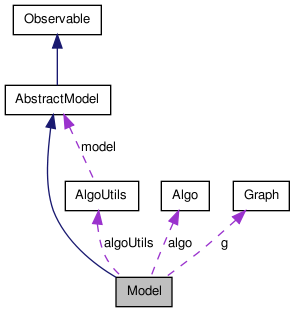 Observable
AbstractModel
model
AlgoUtils
Algo
Graph
algoUtils
algo
g
Model